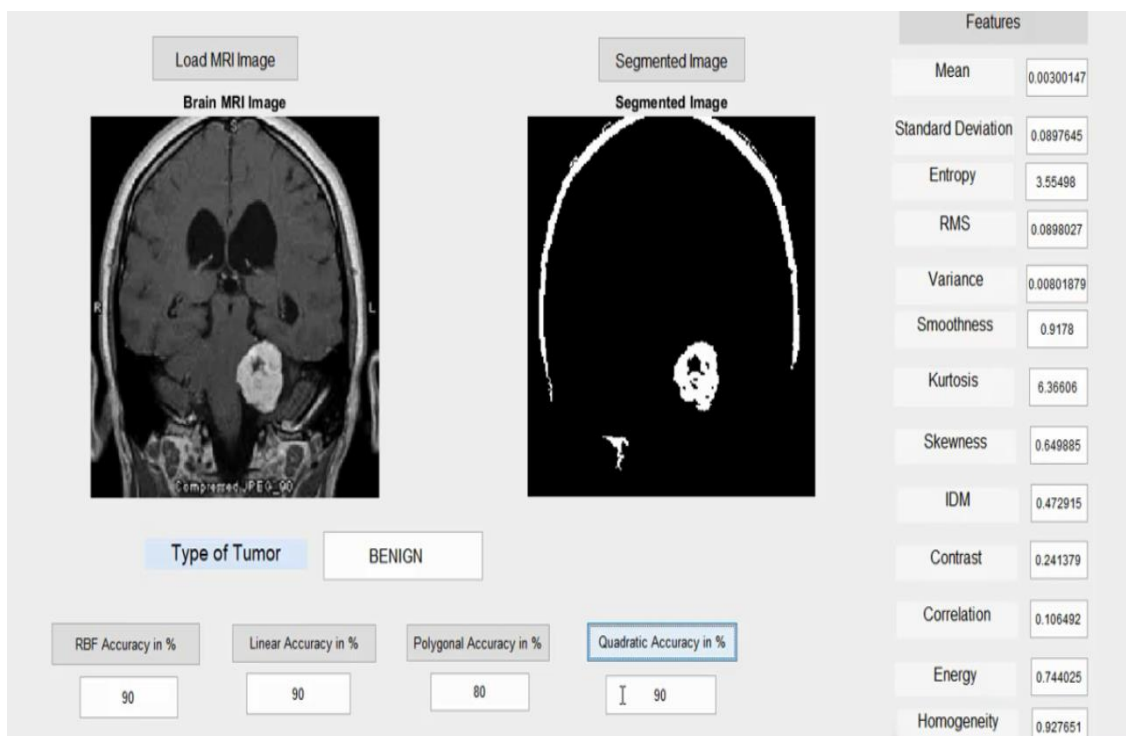 Load MRI Image
Segmented Image
Features
Brain MRI Image
Segmented Image
S
R
L
Compressed JPEG_90
Mean
0.00300147
Standard Deviation
0.0897645
Entropy
3.55498
RMS
0.0898027
Variance
0.00801879
Smoothness
0.9178
Kurtosis
6.36606
Skewness
0.649885
IDM
0.472915
Contrast
0.241379
Correlation
0.106492
Energy
0.744025
Homogeneity
0.927651
Type of Tumor
BENIGN
RBF Accuracy in %
Linear Accuracy in %
Polygonal Accuracy in %
Quadratic Accuracy in %
90
90
80
90